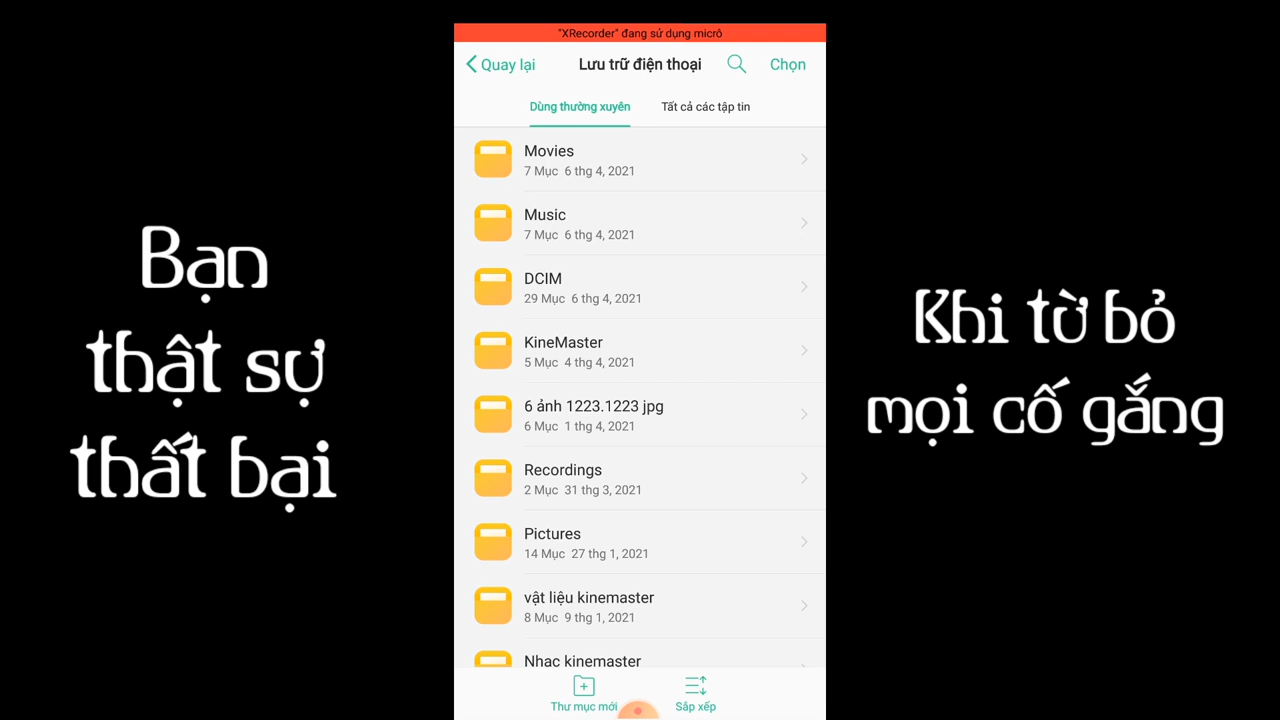 Bạn
thật sự
thất bại
"XRecorder" đang sử dụng micrô
Quay lại
Lưu trữ điện thoại
Chọn
Dùng thường xuyên
Tất cả các tập tin
Movies
7 Mục 6 thg 4, 2021
Music
7 Mục 6 thg 4, 2021
DCIM
29 Mục 6 thg 4, 2021
KineMaster
5 Mục 4 thg 4, 2021
6 ảnh 1223.1223 jpg
6 Mục 1 thg 4, 2021
Recordings
2 Mục 31 thg 3, 2021
Pictures
14 Mục 27 thg 1, 2021
vật liệu kinemaster
8 Mục 9 thg 1, 2021
Nhạc kinemaster
Thư mục mới
Sắp xếp
Khi từ bỏ
mọi cố gắng